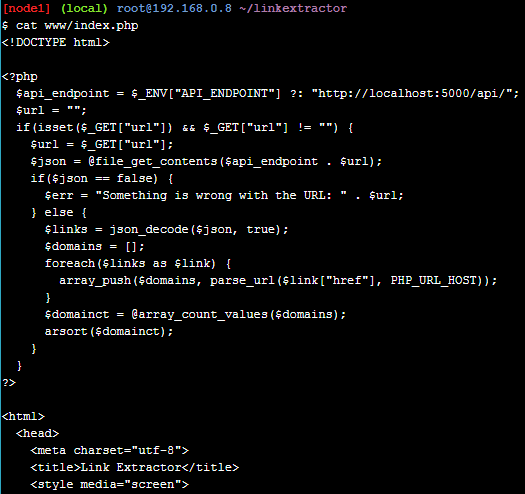 [node1] (local) root@192.168.0.8 ~/linkextractor
$ cat www/index.php
<!DOCTYPE html>

<?php
  $api_endpoint = $_ENV["API_ENDPOINT"] ?: "http://localhost:5000/api/";
  $url = "";
  if(isset($_GET["url"]) && $_GET["url"] != "") {
    $url = $_GET["url"];
    $json = @file_get_contents($api_endpoint . $url);
    if($json == false) {
      $err = "Something is wrong with the URL: " . $url;
    } else {
      $links = json_decode($json, true);
      $domains = [];
      foreach($links as $link) {
        array_push($domains, parse_url($link["href"], PHP_URL_HOST));
      }
      $domainct = @array_count_values($domains);
      arsort($domainct);
    }
  }
?>

<html>
  <head>
    <meta charset="utf-8">
    <title>Link Extractor</title>
    <style media="screen">